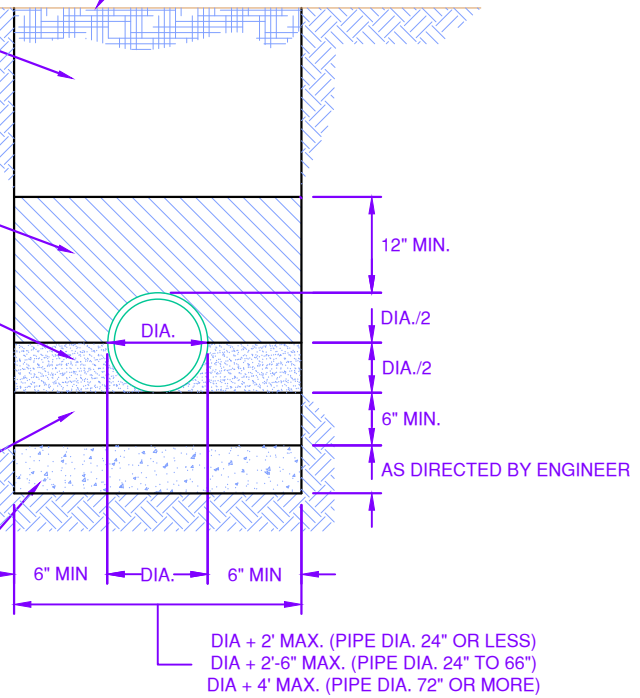 12" MIN.
DIA.
DIA./2
DIA./2
6" MIN.
AS DIRECTED BY ENGINEER
6" MIN
DIA.
6" MIN
DIA + 2' MAX. (PIPE DIA. 24" OR LESS)
DIA + 2'-6" MAX. (PIPE DIA. 24" TO 66")
DIA + 4' MAX. (PIPE DIA. 72" OR MORE)